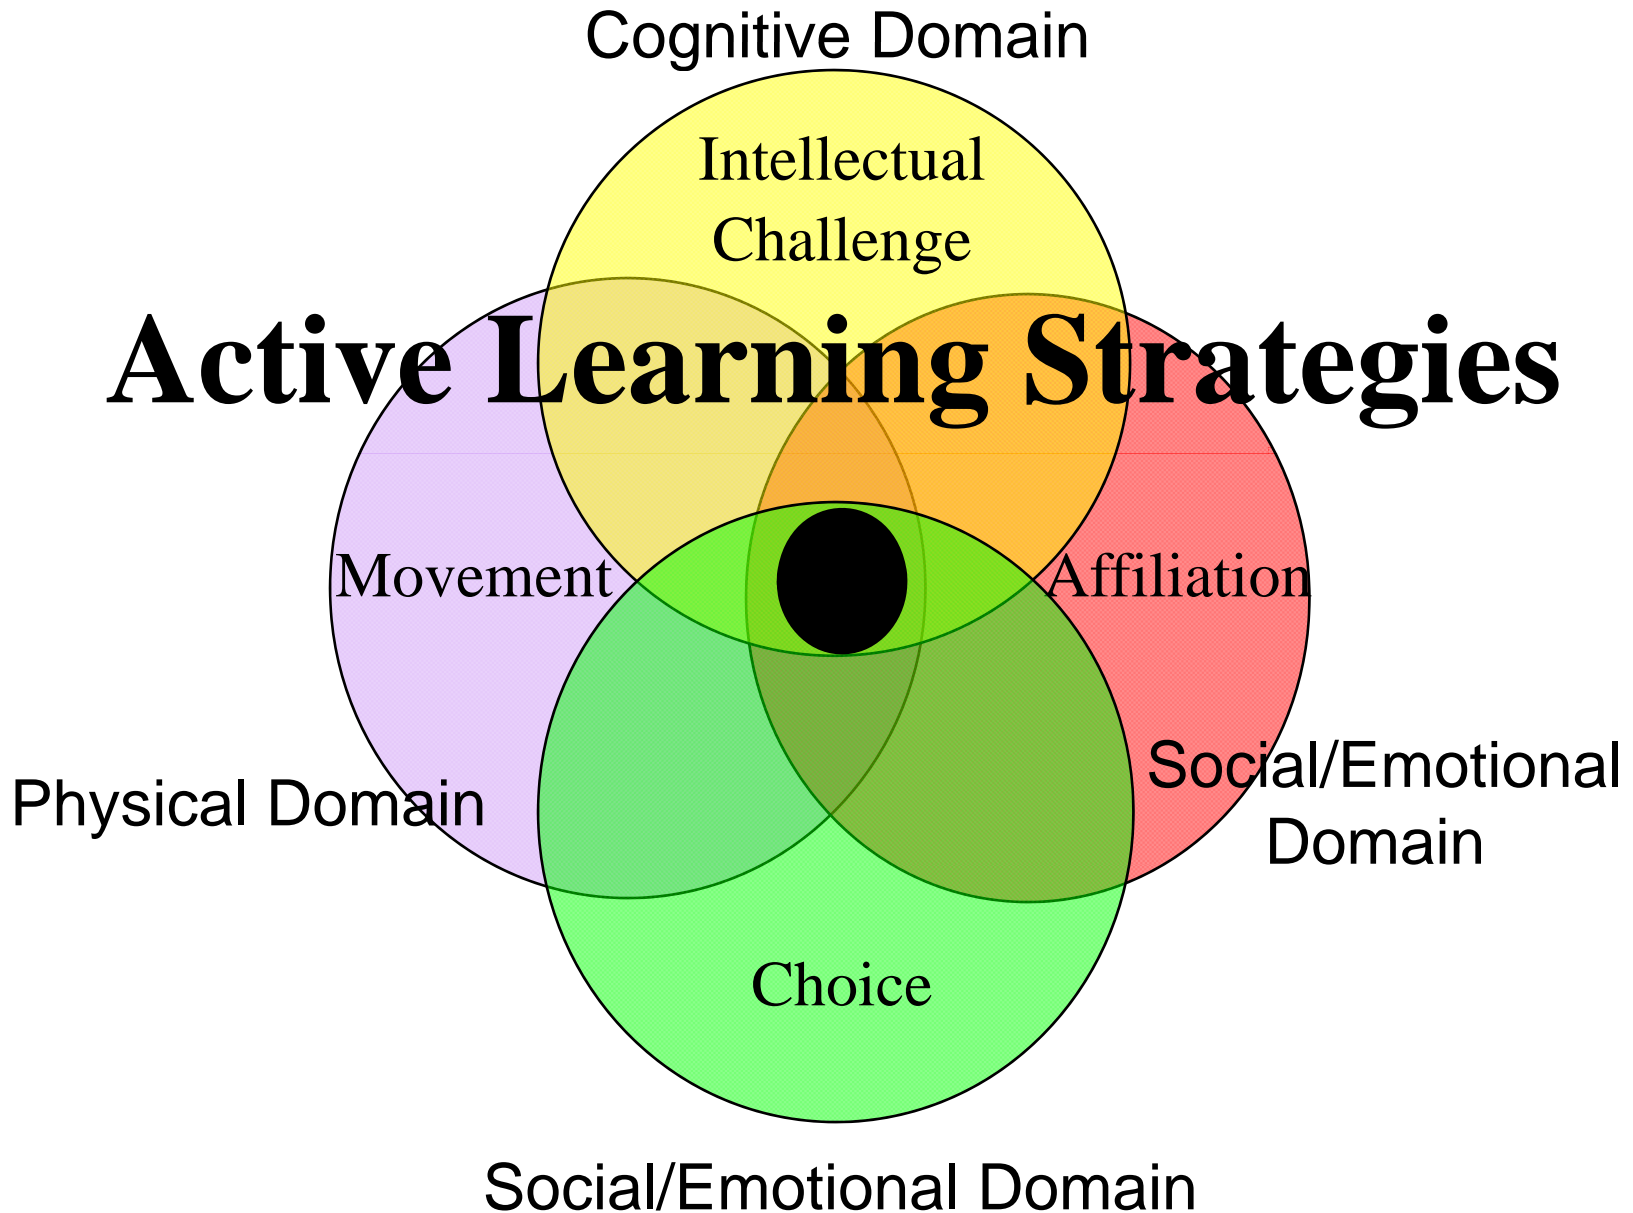 Cognitive Domain
Intellectual
Challenge
Active Learning Strategies
Movement
Affiliation
Physical Domain
Social/Emotional
Domain
Choice
Social/Emotional Domain